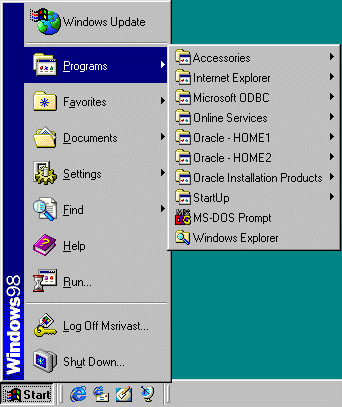 Windows Update
Programs
Favorites
Documents
Settings
Find
Help
Run...
Log Off Msrivast...
Shut Down...
Windows98
Accessories
Internet Explorer
Microsoft ODBC
Online Services
Oracle - HOME1
Oracle - HOME2
Oracle Installation Products
StartUp
MS-DOS Prompt
Windows Explorer
Start